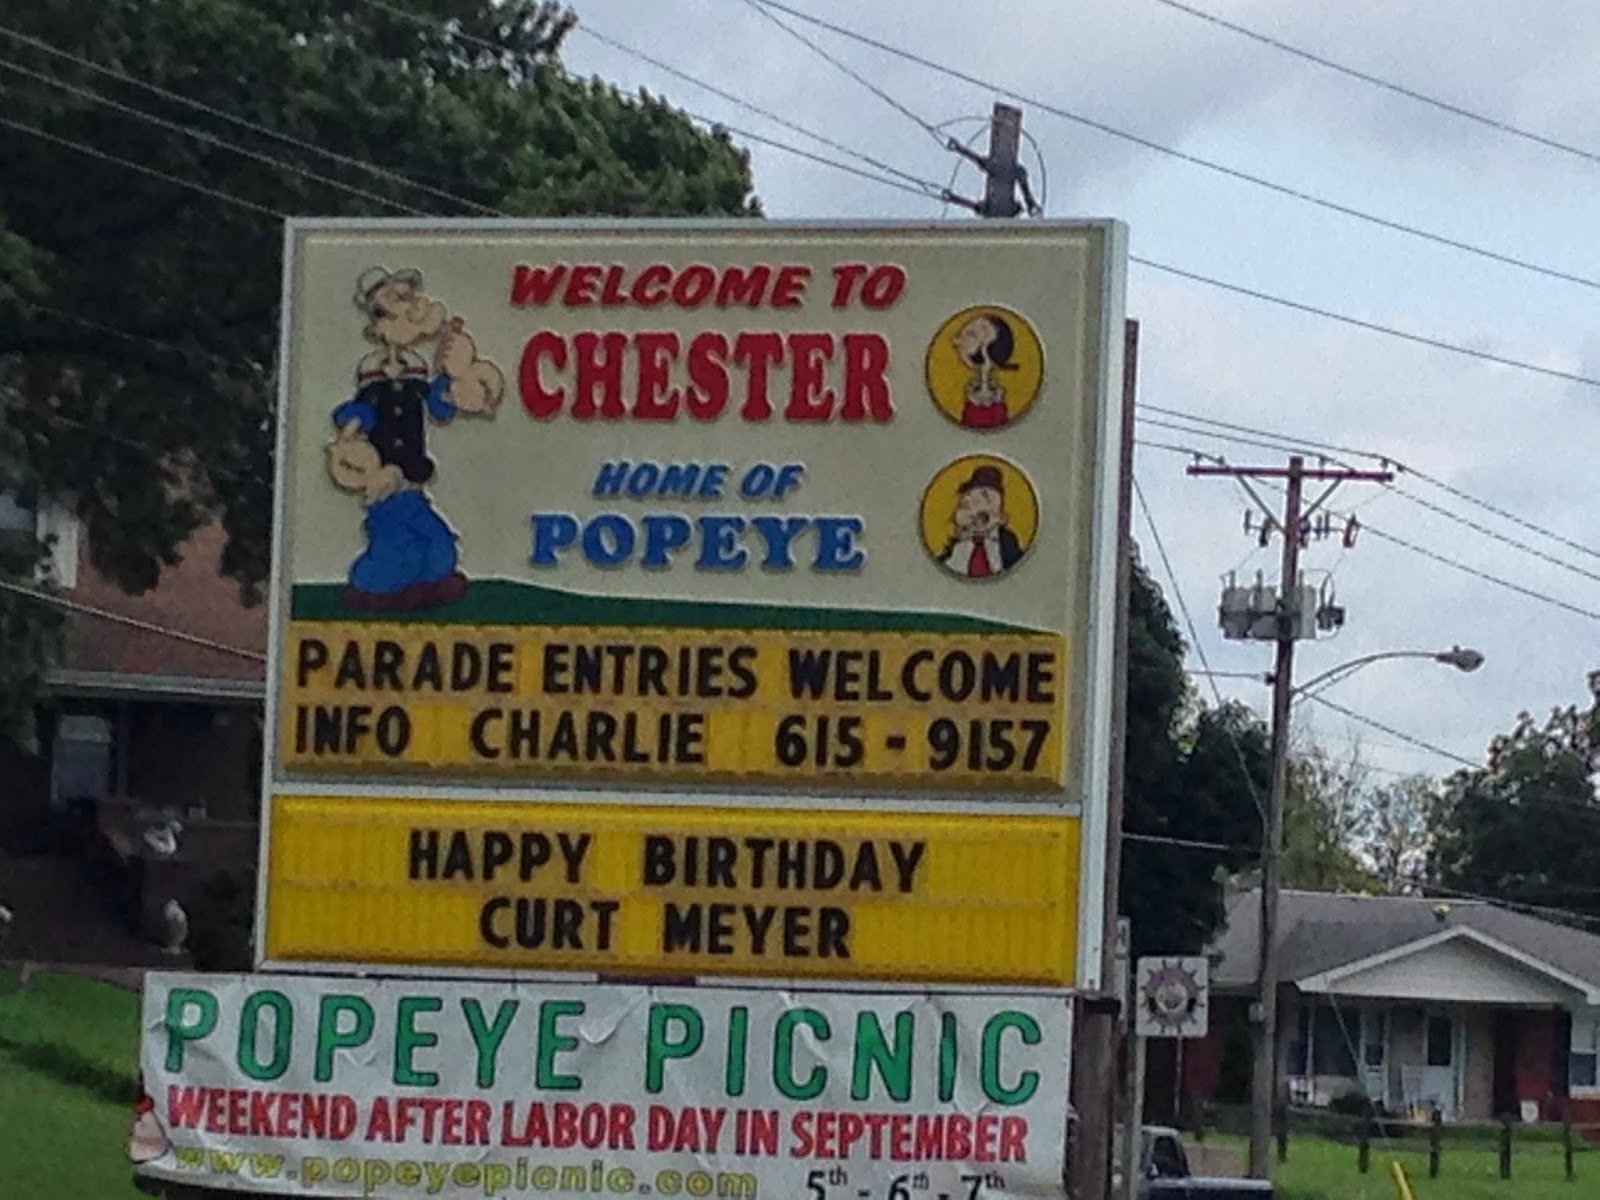 WELCOME TO
CHESTER
HOME OF
POPEYE
PARADE ENTRIES WELCOME
INFO CHARLIE 615-9157
HAPPY BIRTHDAY
CURT MEYER
POPEYE PICNIC
WEEKEND AFTER LABOR DAY IN SEPTEMBER
www.popeyepicnic.com 5th - 6th - 7th